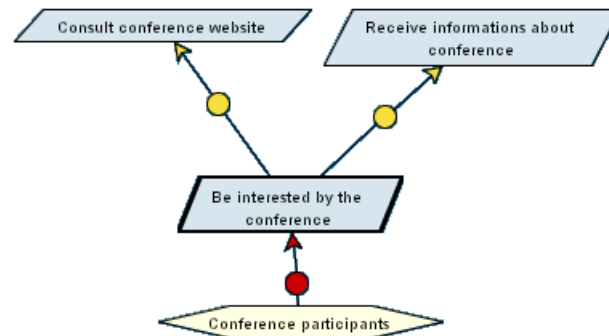 Consult conference website
Receive informations about
conference
Be interested by the
conference
Conference participants